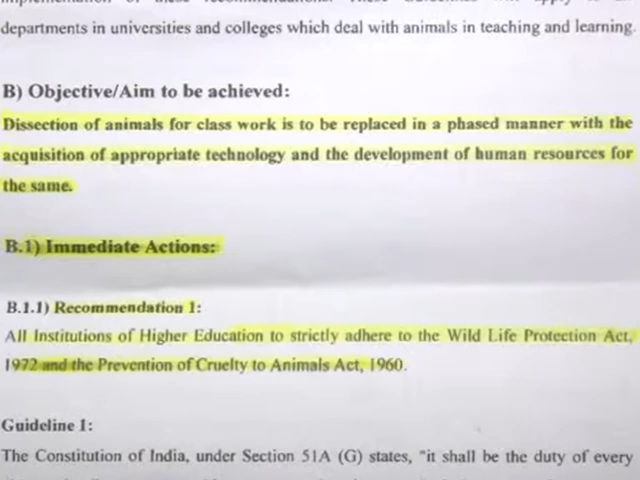 departments in universities and colleges which deal with animals in teaching and learning.
B) Objective/Aim to be achieved:
Dissection of animals for class work is to be replaced in a phased manner with the
acquisition of appropriate technology and the development of human resources for
the same.
B.1) Immediate Actions:
B.1.1) Recommendation 1:
All Institutions of Higher Education to strictly adhere to the Wild Life Protection Act,
1972 and the Prevention of Cruelty to Animals Act, 1960.
Guideline 1:
The Constitution of India, under Section 51A (G) states, "it shall be the duty of every